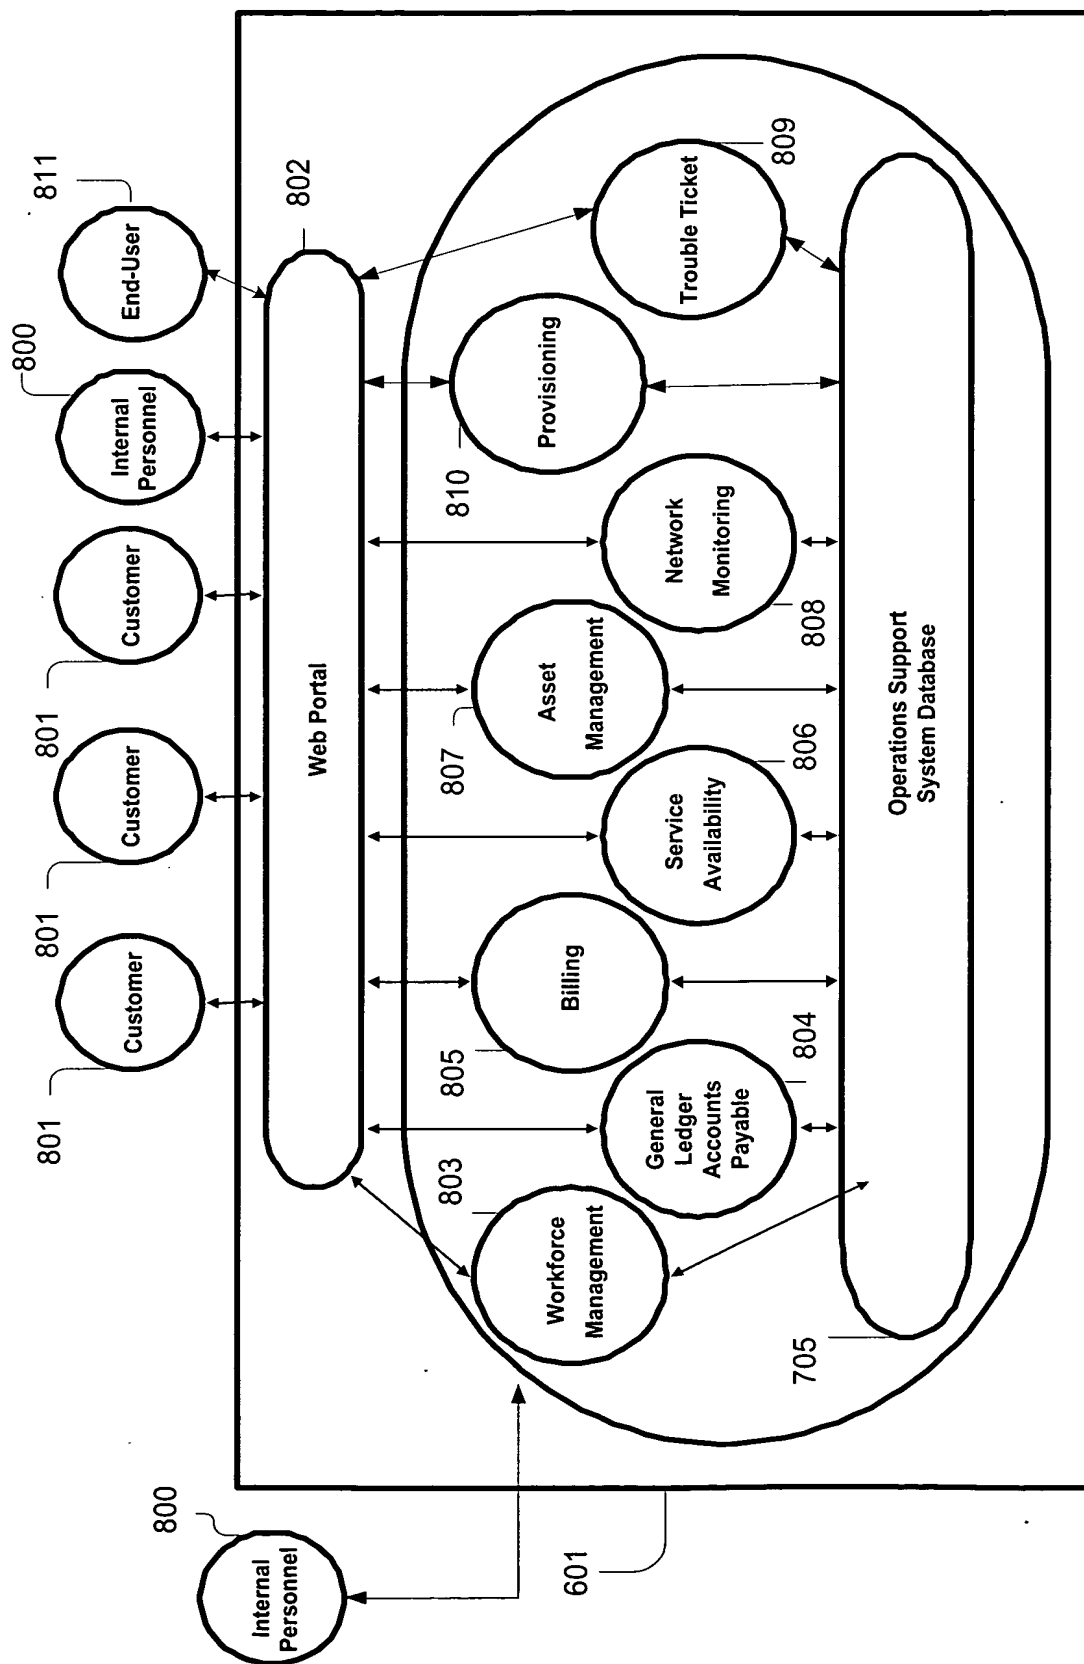 800
Internal
Personnel
601
801
Customer
801
Customer
801
Customer
800
Internal
Personnel
811
End-User
802
Web Portal
803
Workforce
Management
804
General
Ledger
Accounts
Payable
805
Billing
806
Service
Availability
807
Asset
Management
808
Network
Monitoring
810
Provisioning
809
Trouble Ticket
705
Operations Support
System Database